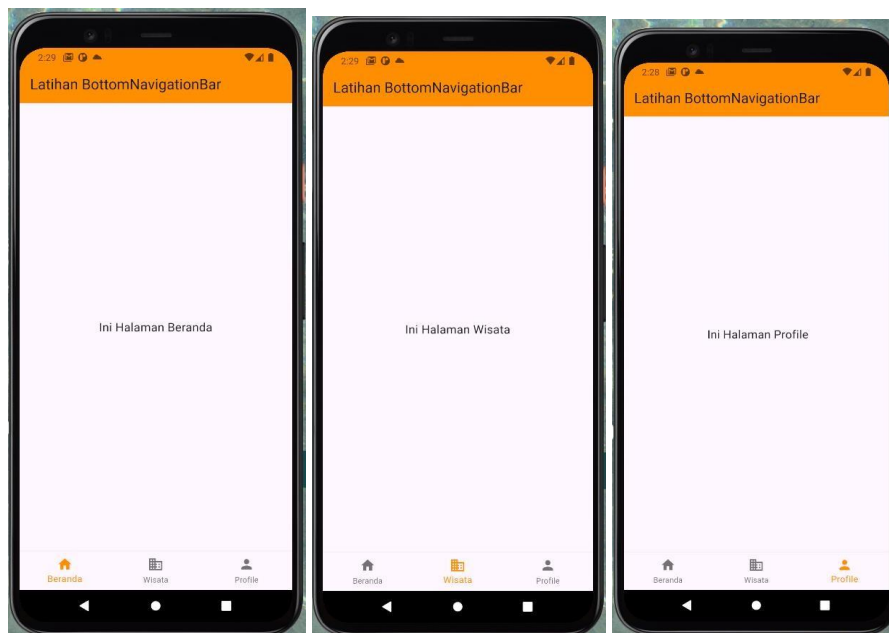 2:29
Latihan BottomNavigationBar
Ini Halaman Beranda
Beranda Wisata Profile
2:29
Latihan BottomNavigationBar
Ini Halaman Wisata
Beranda Wisata Profile
2:28
Latihan BottomNavigationBar
Ini Halaman Profile
Beranda Wisata Profile